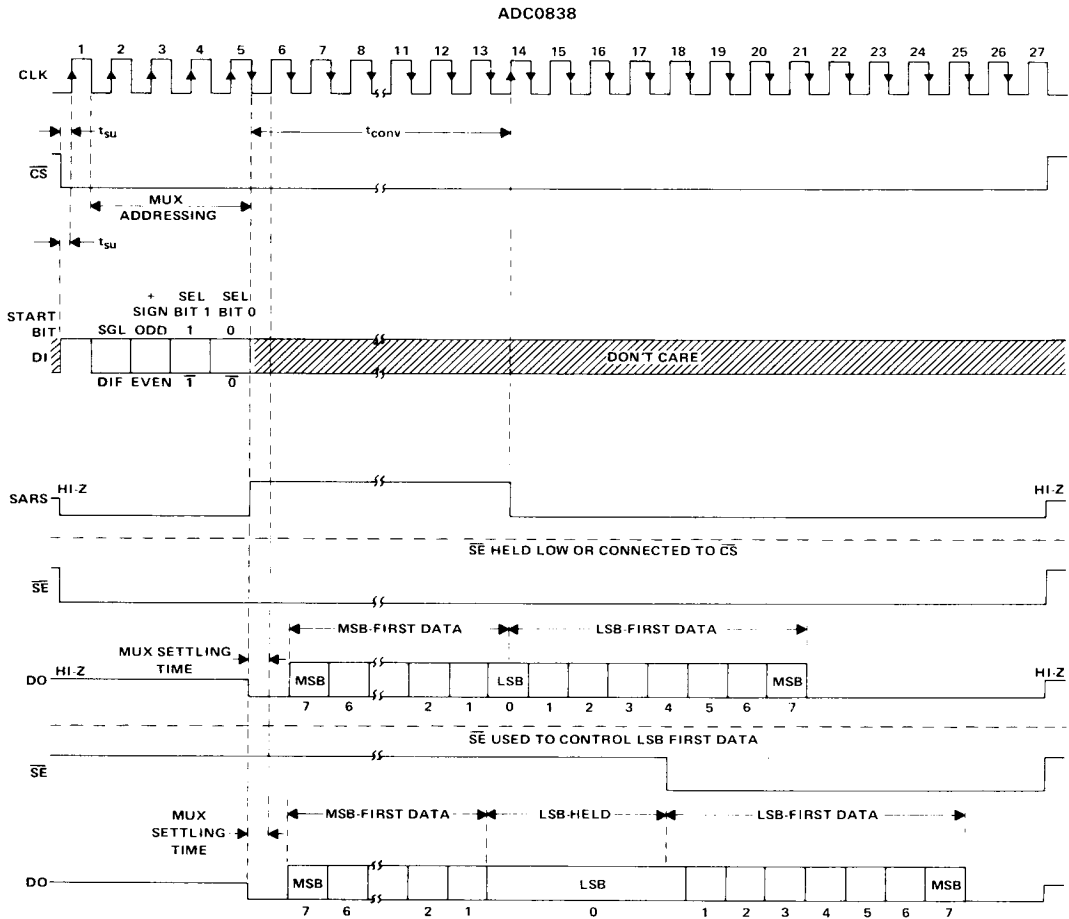 ADC0838
1 2 3 4 5 6 7 8 11 12 13 14 15 16 17 18 19 20 21 22 23 24 25 26 27
CLK
tsu
tconv
C̅S̅
MUX
ADDRESSING
tsu
+ SEL SEL
START SIGN BIT 1 BIT 0
BIT SGL ODD 1 0
DI DON'T CARE
DIF EVEN 1̅ 0̅
HI-Z HI-Z
SARS
S̅E̅ HELD LOW OR CONNECTED TO C̅S̅
S̅E̅
MSB-FIRST DATA LSB-FIRST DATA
MUX SETTLING
TIME
HI-Z HI-Z
DO MSB LSB MSB
7 6 2 1 0 1 2 3 4 5 6 7
S̅E̅ USED TO CONTROL LSB FIRST DATA
S̅E̅
MUX
SETTLING
TIME
MSB-FIRST DATA LSB-HELD LSB-FIRST DATA
DO MSB LSB MSB
7 6 2 1 0 1 2 3 4 5 6 7